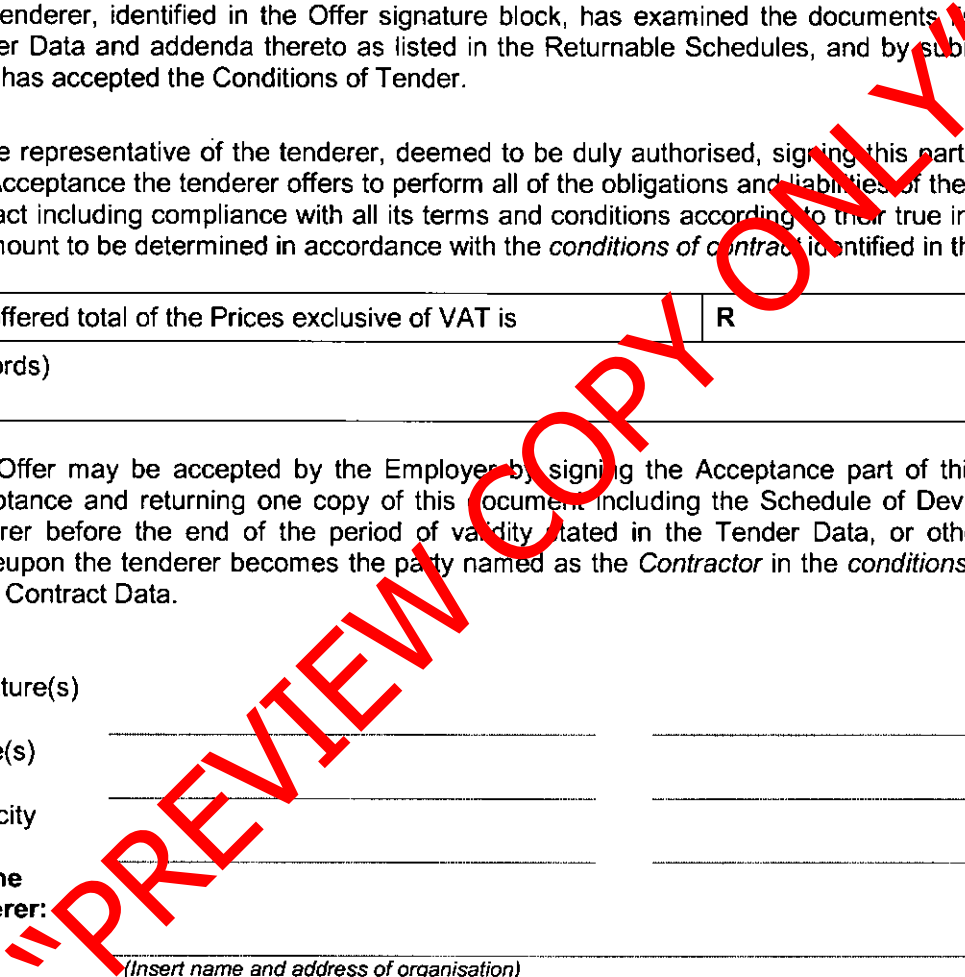 enderer, identified in the Offer signature block, has examined the documents
er Data and addenda thereto as listed in the Returnable Schedules, and by sub
has accepted the Conditions of Tender.
e representative of the tenderer, deemed to be duly authorised, signing this part
cceptance the tenderer offers to perform all of the obligations and liabilities of the
act including compliance with all its terms and conditions according to their true in
nount to be determined in accordance with the conditions of contract identified in th
ffered total of the Prices exclusive of VAT is R
ords)
Offer may be accepted by the Employer by signing the Acceptance part of thi
ptance and returning one copy of this document including the Schedule of Dev
rer before the end of the period of validity stated in the Tender Data, or oth
eupon the tenderer becomes the party named as the Contractor in the conditions
Contract Data.
ture(s)
e(s)
city
ne
erer:
(Insert name and address of organisation)
"PREVIEW COPY ONLY"